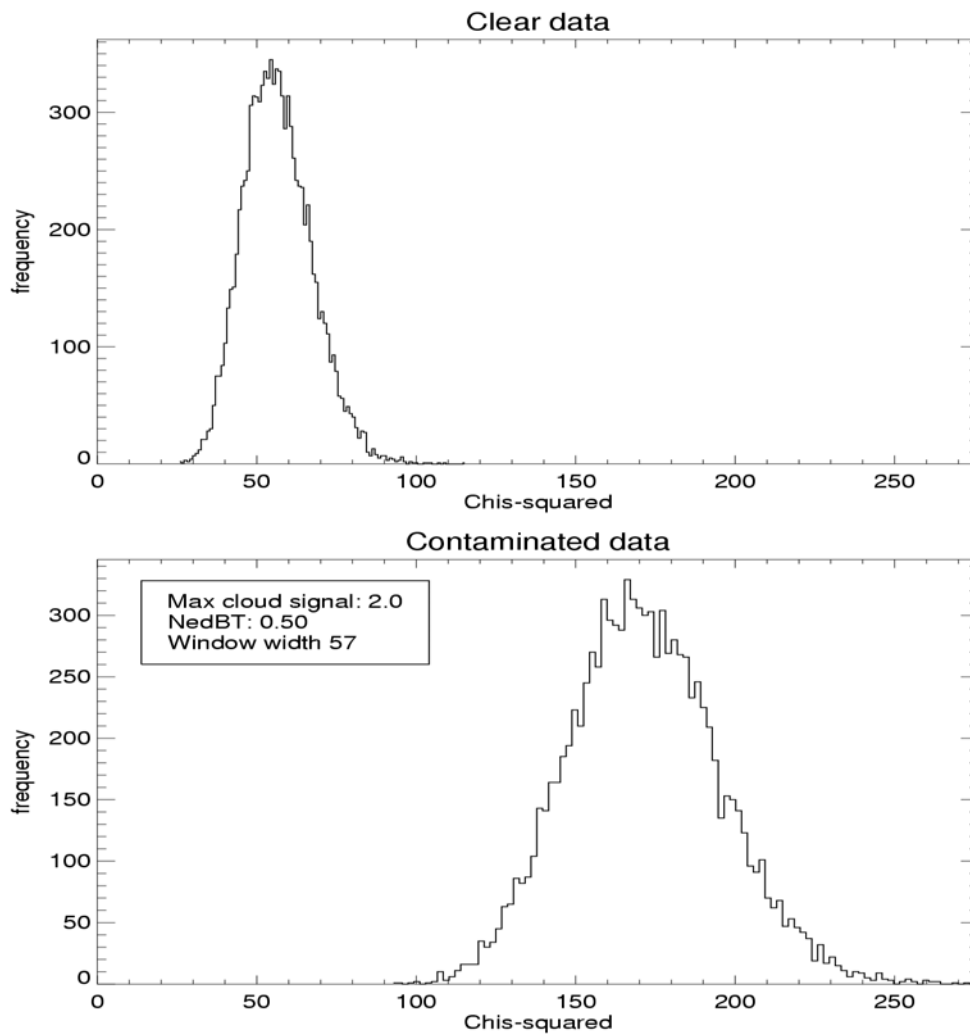 Clear data
frequency
300
200
100
0
0 50 100 150 200 250
Chis-squared
Contaminated data
Max cloud signal: 2.0
NedBT: 0.50
Window width 57
frequency
300
250
200
150
100
50
0
0 50 100 150 200 250
Chis-squared